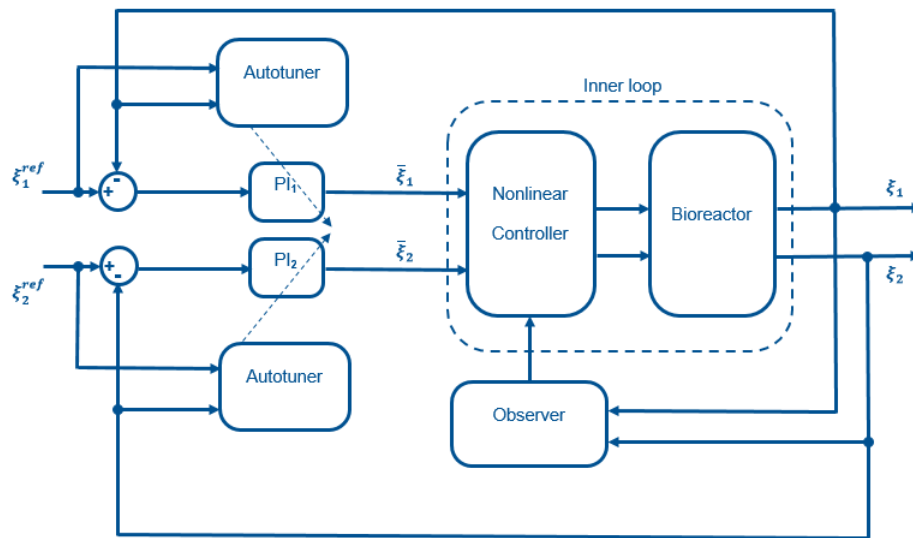 Autotuner
Inner loop
ξ₁ʳᵉᶠ
+
-
PI₁
ξ̄₁
Nonlinear
Controller
Bioreactor
ξ₁
ξ₂ʳᵉᶠ
+
-
PI₂
ξ̄₂
ξ₂
Autotuner
Observer